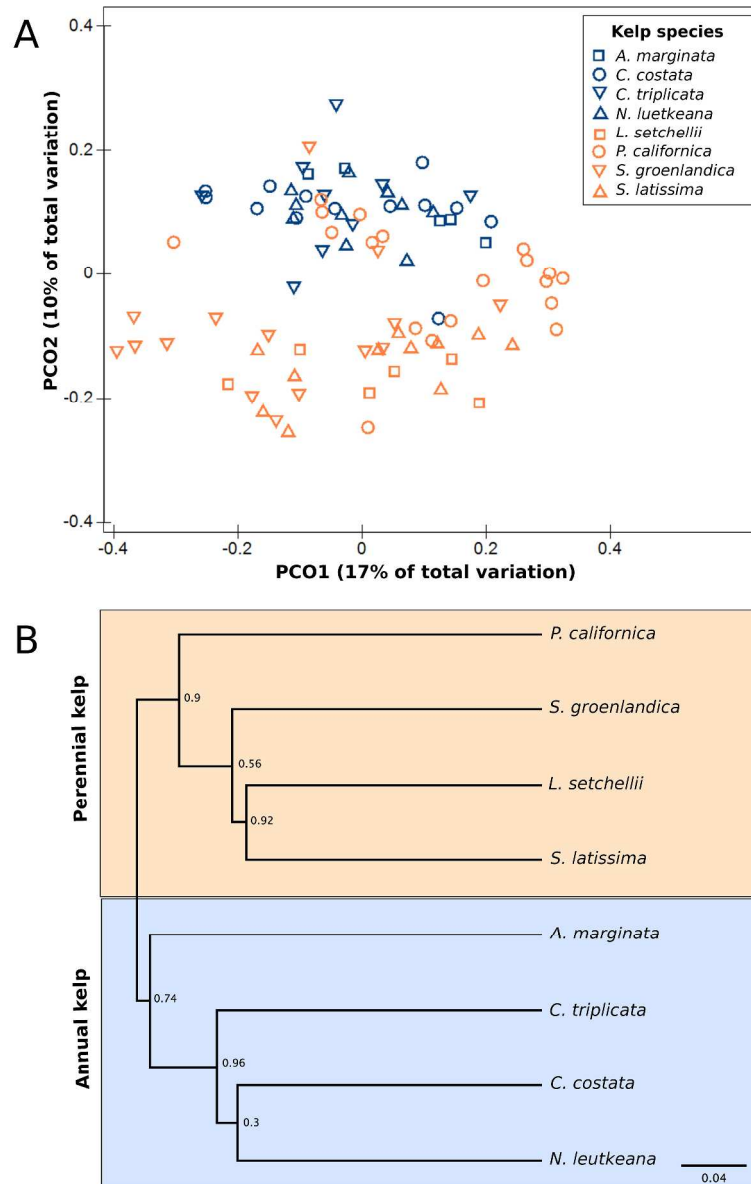 A
Kelp species
A. marginata
C. costata
C. triplicata
N. luetkeana
L. setchellii
P. californica
S. groenlandica
S. latissima
0.4
0.2
0
-0.2
-0.4
PCO2 (10% of total variation)
-0.4
-0.2
0
0.2
0.4
PCO1 (17% of total variation)
B
Perennial kelp
P. californica
0.9
S. groenlandica
0.56
L. setchellii
0.92
S. latissima
Annual kelp
A. marginata
0.74
C. triplicata
0.96
C. costata
0.3
N. leutkeana
0.04